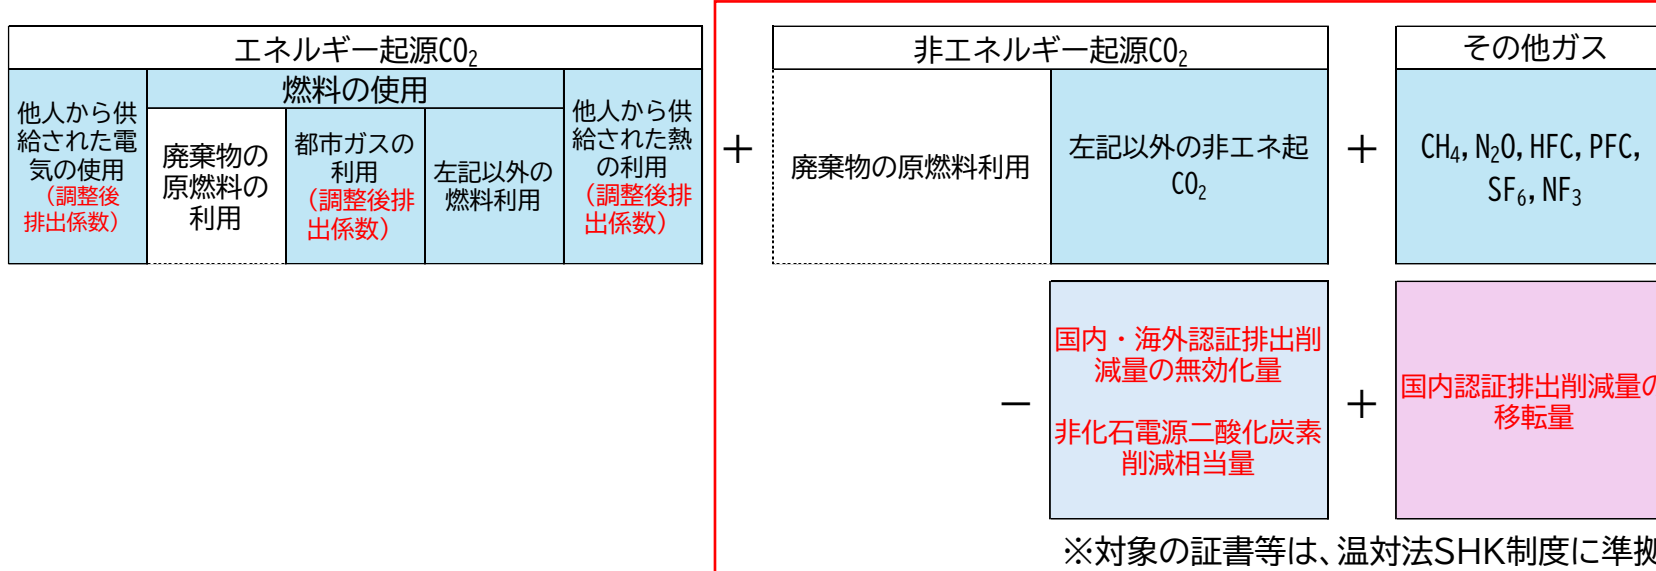 エネルギー起源CO₂
他人から供
給された電
気の使用
（調整後
排出係数）
燃料の使用
廃棄物の
原燃料の
利用
都市ガスの
利用
（調整後排
出係数）
左記以外の
燃料利用
他人から供
給された熱
の利用
（調整後排
出係数）
＋
非エネルギー起源CO₂
廃棄物の原燃料利用
左記以外の非エネ起
CO₂
＋
その他ガス
CH₄, N₂O, HFC, PFC,
SF₆, NF₃
－
国内・海外認証排出削
減量の無効化量
非化石電源二酸化炭素
削減相当量
＋
国内認証排出削減量の
移転量
※対象の証書等は、温対法SHK制度に準拠